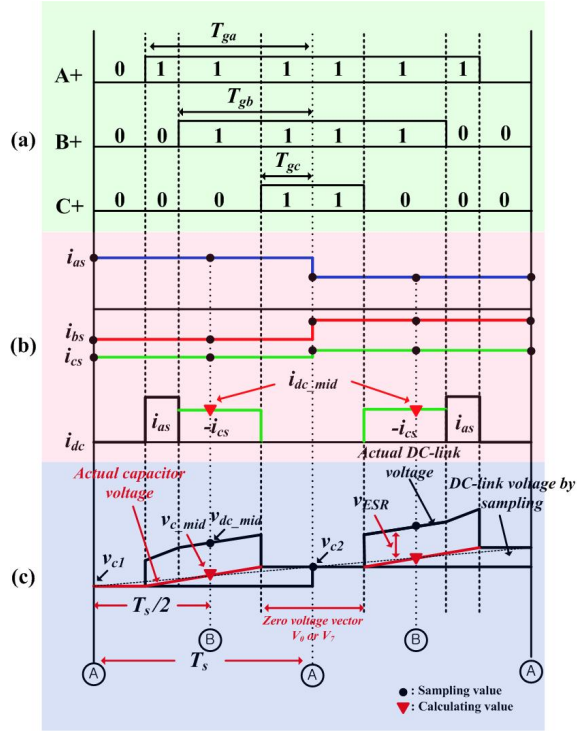 T_ga
A+ 0 1 1 1 1 1 1
T_gb
(a) B+ 0 0 1 1 1 1 0 0
T_gc
C+ 0 0 0 1 1 0 0 0
i_as
i_bs
(b)
i_cs
i_dc_mid
i_as -i_cs -i_cs i_as
i_dc
Actual capacitor
voltage
Actual DC-link
voltage
DC-link voltage by
sampling
v_c_mid v_dc_mid
v_ESR
v_c1 v_c2
(c)
T_s/2
Zero voltage vector
V_0 or V_7
B B
T_s
A A A
: Sampling value
: Calculating value